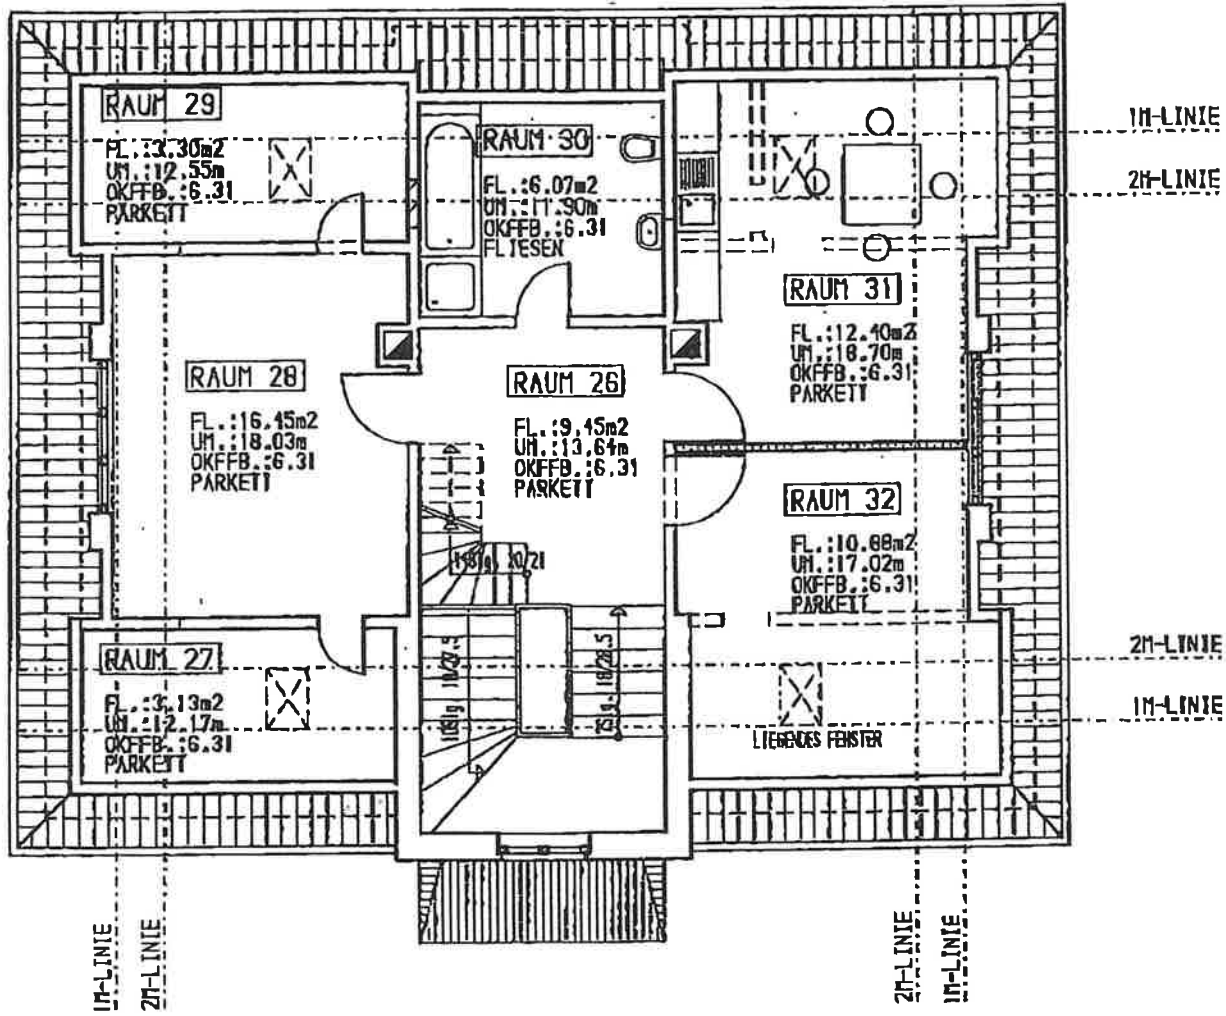 RAUM 29
FL.:3.30m2
UM.:12.55m
OKFFB.:6.31
PARKETT
RAUM 30
FL.:6.07m2
UM.:11.90m
OKFFB.:6.31
FLIESEN
1M-LINIE
2M-LINIE
RAUM 31
FL.:12.40m2
UM.:18.70m
OKFFB.:6.31
PARKETT
RAUM 28
FL.:16.45m2
UM.:18.03m
OKFFB.:6.31
PARKETT
RAUM 26
FL.:9.45m2
UM.:13.64m
OKFFB.:6.31
PARKETT
RAUM 32
FL.:10.88m2
UM.:17.02m
OKFFB.:6.31
PARKETT
20/21
RAUM 27
FL.:3.13m2
UM.:12.17m
OKFFB.:6.31
PARKETT
LIEGENDES FENSTER
2M-LINIE
1M-LINIE
1M-LINIE
2M-LINIE
2M-LINIE
1M-LINIE